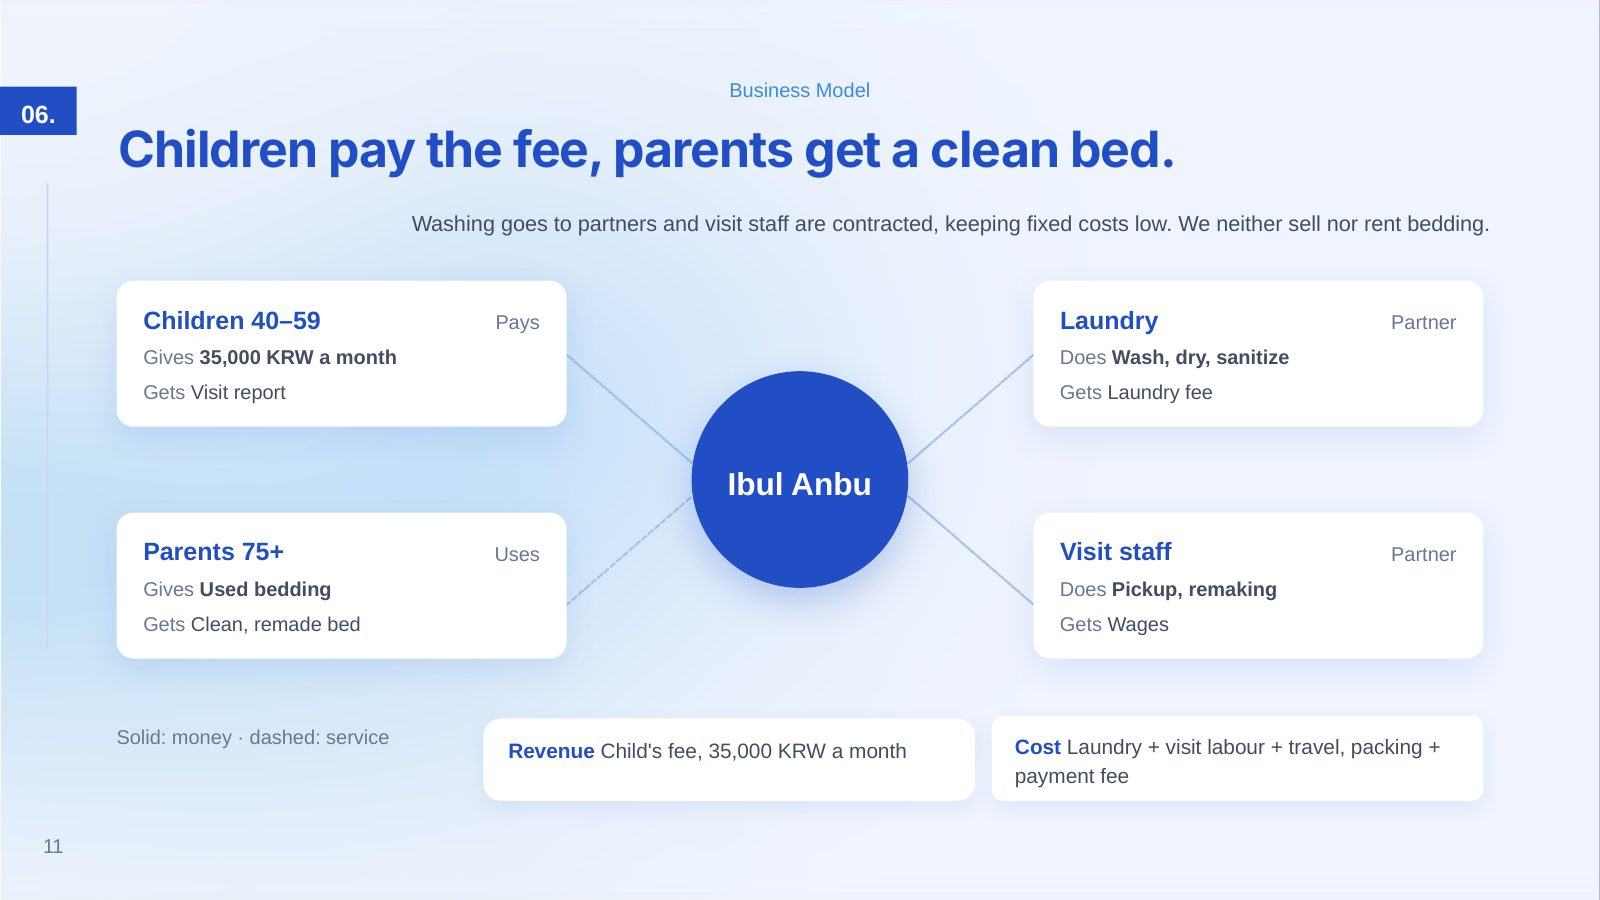 Business Model
06.
Children pay the fee, parents get a clean bed.
Washing goes to partners and visit staff are contracted, keeping fixed costs low. We neither sell nor rent bedding.
Children 40–59
Pays
Gives 35,000 KRW a month
Gets Visit report
Laundry
Partner
Does Wash, dry, sanitize
Gets Laundry fee
Ibul Anbu
Parents 75+
Uses
Gives Used bedding
Gets Clean, remade bed
Visit staff
Partner
Does Pickup, remaking
Gets Wages
Solid: money · dashed: service
Revenue Child's fee, 35,000 KRW a month
Cost Laundry + visit labour + travel, packing +
payment fee
11